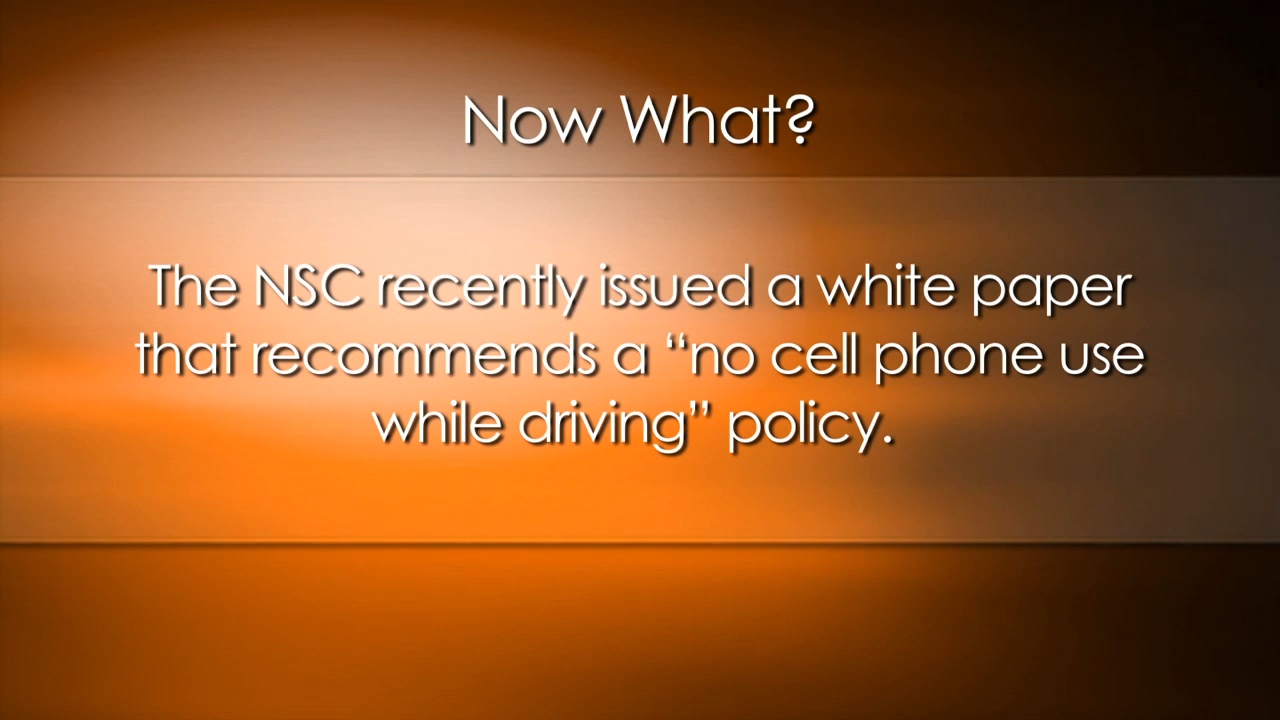 Now What?
The NSC recently issued a white paper
that recommends a “no cell phone use
while driving” policy.